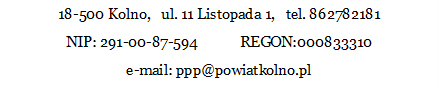 18-500 Kolno, ul. 11 Listopada 1, tel. 862782181
NIP: 291-00-87-594 REGON:000833310
e-mail: ppp@powiatkolno.pl